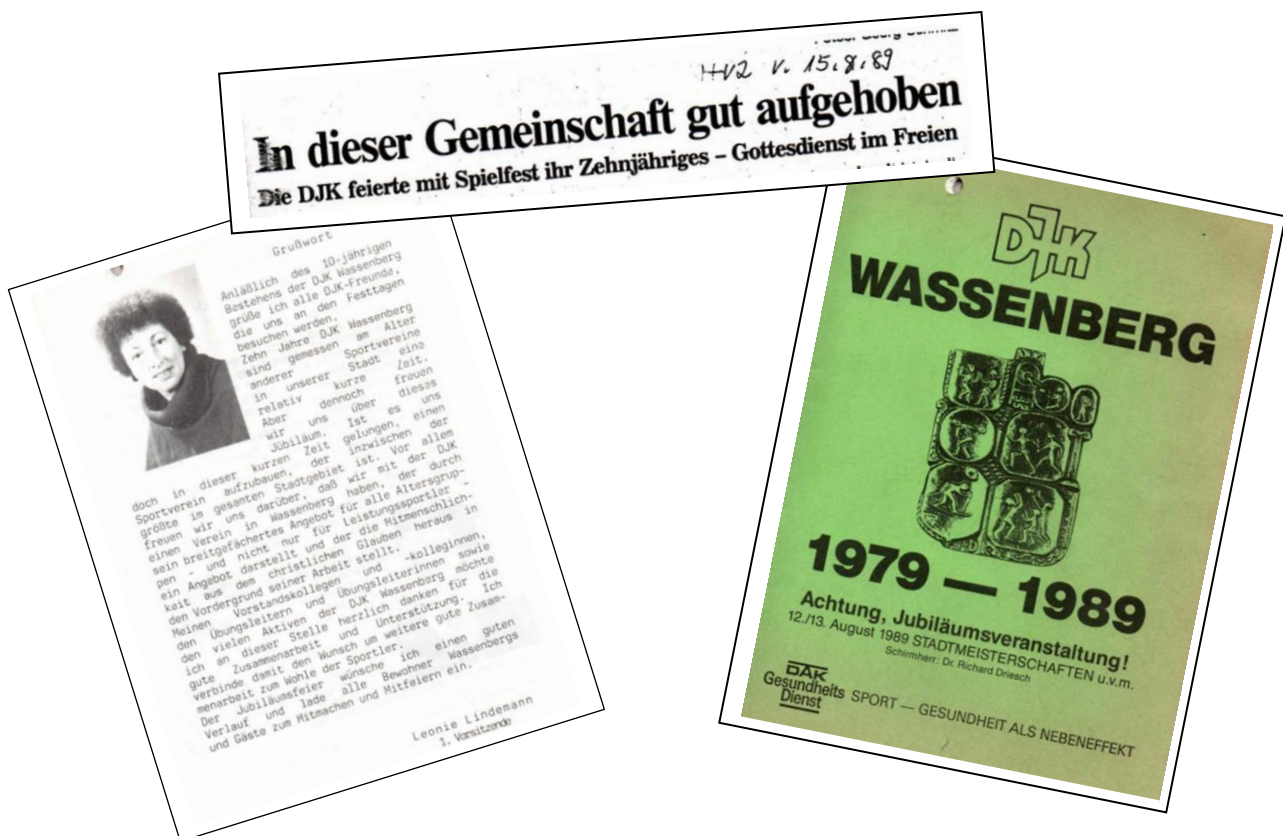 HVZ v. 15.8.89
In dieser Gemeinschaft gut aufgehoben
Die DJK feierte mit Spielfest ihr Zehnjähriges – Gottesdienst im Freien
Grußwort
Anläßlich des 10-jährigen
Bestehens der DJK Wassenberg
grüße ich alle DJK-Freunde,
die uns an den Festtagen
besuchen werden.
Zehn Jahre DJK Wassenberg
sind gemessen am Alter
anderer Sportvereine
in unserer Stadt eine
relativ kurze Zeit.
Aber dennoch freuen
wir uns über dieses
Jübiläum. Ist es uns
doch in dieser kurzen Zeit gelungen, einen
Sportverein aufzubauen, der inzwischen der
größte im gesamten Stadtgebiet ist. Vor allem
freuen wir uns darüber, daß wir mit der DJK
einen Verein in Wassenberg haben, der durch
sein breitgefächertes Angebot für alle Altersgrup-
pen - und nicht nur für Leistungssportler -
ein Angebot darstellt und der die Mitmenschlich-
keit aus dem christlichen Glauben heraus in
den Vordergrund seiner Arbeit stellt.
Meinen Vorstandskollegen und -kolleginnen,
den Übungsleitern und Übungsleiterinnen sowie
den vielen Aktiven der DJK Wassenberg möchte
ich an dieser Stelle herzlich danken für die
gute Zusammenarbeit und Unterstützung. Ich
verbinde damit den Wunsch um weitere gute Zusam-
menarbeit zum Wohle der Sportler.
Der Jubiläumsfeier wünsche ich einen guten
Verlauf und lade alle Bewohner Wassenbergs
und Gäste zum Mitmachen und Mitfeiern ein.
Leonie Lindemann
1. Vorsitzende
DJK
WASSENBERG
1979 — 1989
Achtung, Jubiläumsveranstaltung!
12./13. August 1989 STADTMEISTERSCHAFTEN u.v.m.
Schirmherr: Dr. Richard Driesch
DAK
Gesundheits
Dienst
SPORT — GESUNDHEIT ALS NEBENEFFEKT